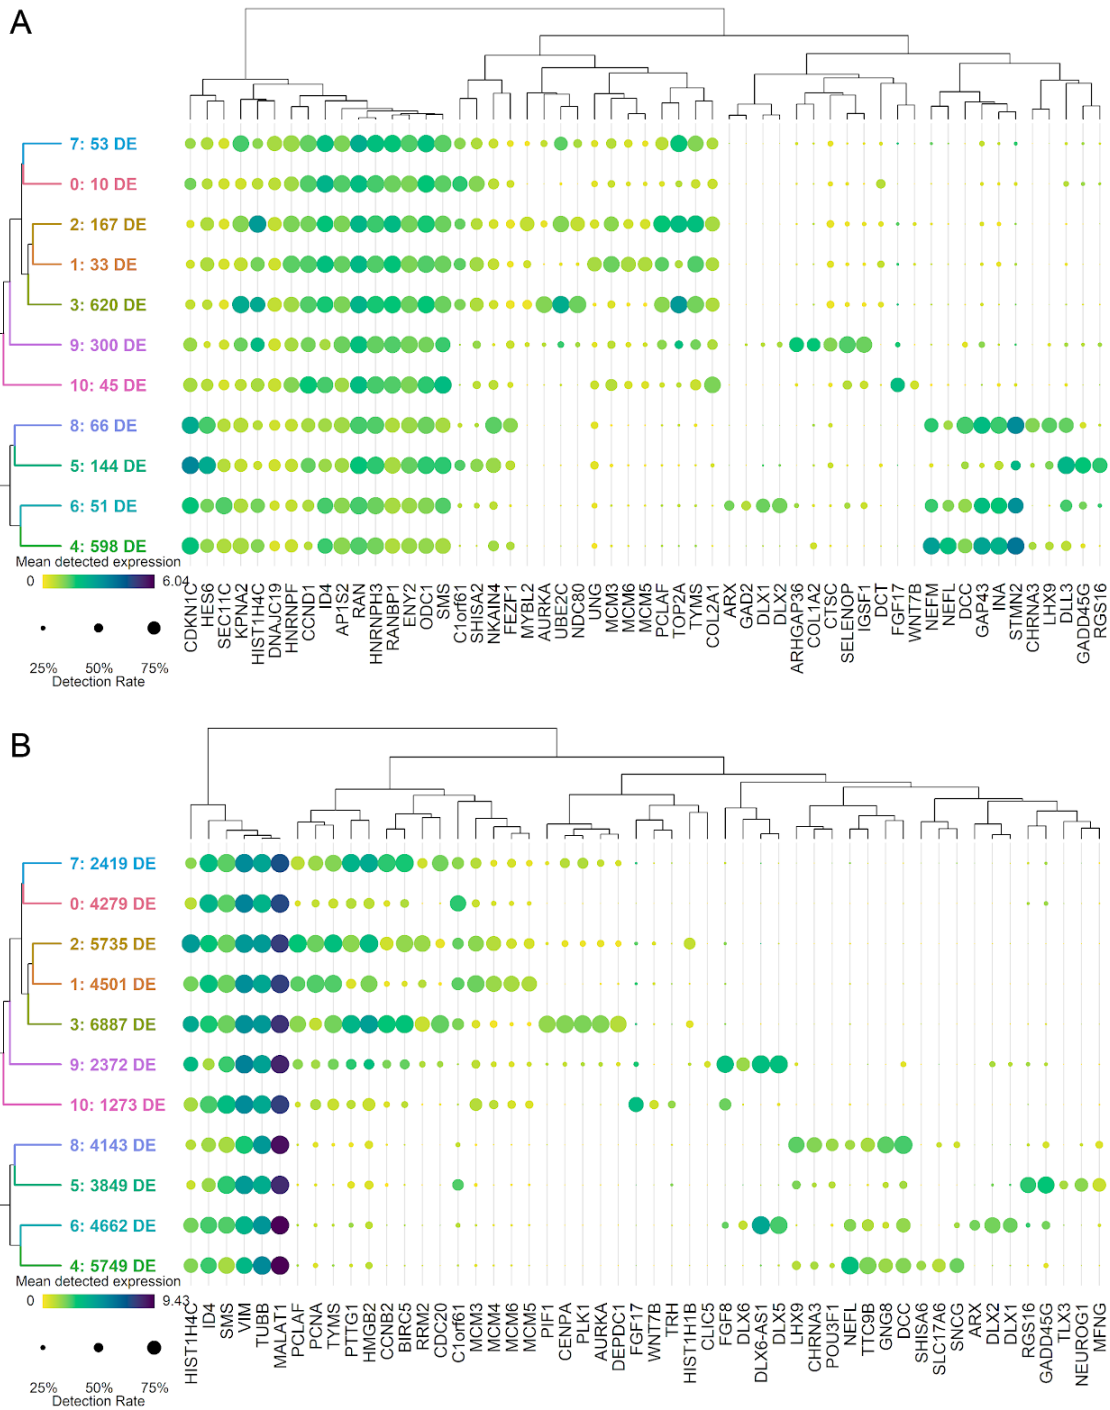 A
7: 53 DE
0: 10 DE
2: 167 DE
1: 33 DE
3: 620 DE
9: 300 DE
10: 45 DE
8: 66 DE
5: 144 DE
6: 51 DE
4: 598 DE
Mean detected expression
0 6.04
25% 50% 75%
Detection Rate
CDKN1C HES6 SEC11C KPNA2 HIST1H4C DNAJC19 HNRNPF CCND1 ID4 AP1S2 RAN HNRNPH3 RANBP1 ENY2 ODC1 SMS C1orf61 SHISA2 NKAIN4 FEZF1 MYBL2 AURKA UBE2C NDC80 UNG MCM3 MCM6 MCM5 PCLAF TOP2A TYMS COL2A1 ARX GAD2 DLX1 DLX2 ARHGAP36 COL1A2 CTSC SELENOP IGSF1 DCT FGF17 WNT7B NEFM NEFL DCC GAP43 INA STMN2 CHRNA3 LHX9 DLL3 GADD45G RGS16
B
7: 2419 DE
0: 4279 DE
2: 5735 DE
1: 4501 DE
3: 6887 DE
9: 2372 DE
10: 1273 DE
8: 4143 DE
5: 3849 DE
6: 4662 DE
4: 5749 DE
Mean detected expression
0 9.43
25% 50% 75%
Detection Rate
HIST1H4C ID4 SMS VIM TUBB MALAT1 PCLAF PCNA TYMS PTTG1 HMGB2 CCNB2 BIRC5 RRM2 CDC20 C1orf61 MCM3 MCM4 MCM6 MCM5 PIF1 CENPA PLK1 AURKA DEPDC1 FGF17 WNT7B TRH HIST1H1B CLIC5 FGF8 DLX6 DLX6-AS1 DLX5 LHX9 CHRNA3 POU3F1 NEFL TTC9B GNG8 DCC SHISA6 SLC17A6 SNCG ARX DLX2 DLX1 RGS16 GADD45G TLX3 NEUROG1 MFNG